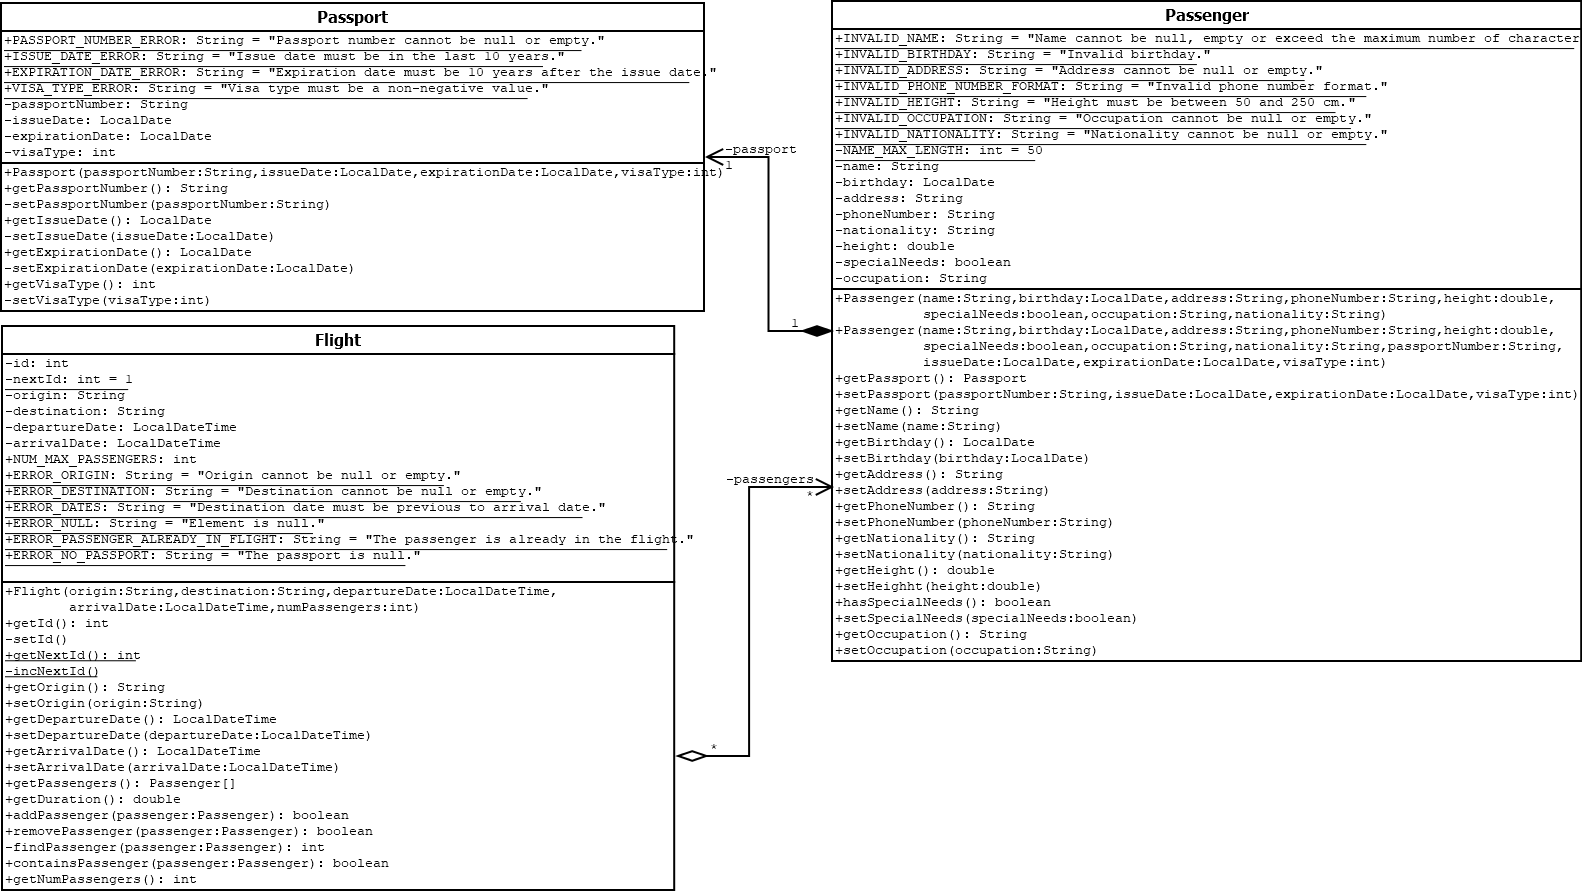 Passport
+PASSPORT_NUMBER_ERROR: String = "Passport number cannot be null or empty."
+ISSUE_DATE_ERROR: String = "Issue date must be in the last 10 years."
+EXPIRATION_DATE_ERROR: String = "Expiration date must be 10 years after the issue date."
+VISA_TYPE_ERROR: String = "Visa type must be a non-negative value."
-passportNumber: String
-issueDate: LocalDate
-expirationDate: LocalDate
-visaType: int
+Passport(passportNumber:String,issueDate:LocalDate,expirationDate:LocalDate,visaType:int)
+getPassportNumber(): String
-setPassportNumber(passportNumber:String)
+getIssueDate(): LocalDate
-setIssueDate(issueDate:LocalDate)
+getExpirationDate(): LocalDate
-setExpirationDate(expirationDate:LocalDate)
+getVisaType(): int
-setVisaType(visaType:int)
-passport
1
1
Passenger
+INVALID_NAME: String = "Name cannot be null, empty or exceed the maximum number of character
+INVALID_BIRTHDAY: String = "Invalid birthday."
+INVALID_ADDRESS: String = "Address cannot be null or empty."
+INVALID_PHONE_NUMBER_FORMAT: String = "Invalid phone number format."
+INVALID_HEIGHT: String = "Height must be between 50 and 250 cm."
+INVALID_OCCUPATION: String = "Occupation cannot be null or empty."
+INVALID_NATIONALITY: String = "Nationality cannot be null or empty."
-NAME_MAX_LENGTH: int = 50
-name: String
-birthday: LocalDate
-address: String
-phoneNumber: String
-nationality: String
-height: double
-specialNeeds: boolean
-occupation: String
+Passenger(name:String,birthday:LocalDate,address:String,phoneNumber:String,height:double,
specialNeeds:boolean,occupation:String,nationality:String)
+Passenger(name:String,birthday:LocalDate,address:String,phoneNumber:String,height:double,
specialNeeds:boolean,occupation:String,nationality:String,passportNumber:String,
issueDate:LocalDate,expirationDate:LocalDate,visaType:int)
+getPassport(): Passport
+setPassport(passportNumber:String,issueDate:LocalDate,expirationDate:LocalDate,visaType:int)
+getName(): String
+setName(name:String)
+getBirthday(): LocalDate
+setBirthday(birthday:LocalDate)
+getAddress(): String
+setAddress(address:String)
+getPhoneNumber(): String
+setPhoneNumber(phoneNumber:String)
+getNationality(): String
+setNationality(nationality:String)
+getHeight(): double
+setHeighht(height:double)
+hasSpecialNeeds(): boolean
+setSpecialNeeds(specialNeeds:boolean)
+getOccupation(): String
+setOccupation(occupation:String)
Flight
-id: int
-nextId: int = 1
-origin: String
-destination: String
-departureDate: LocalDateTime
-arrivalDate: LocalDateTime
+NUM_MAX_PASSENGERS: int
+ERROR_ORIGIN: String = "Origin cannot be null or empty."
+ERROR_DESTINATION: String = "Destination cannot be null or empty."
+ERROR_DATES: String = "Destination date must be previous to arrival date."
+ERROR_NULL: String = "Element is null."
+ERROR_PASSENGER_ALREADY_IN_FLIGHT: String = "The passenger is already in the flight."
+ERROR_NO_PASSPORT: String = "The passport is null."
+Flight(origin:String,destination:String,departureDate:LocalDateTime,
arrivalDate:LocalDateTime,numPassengers:int)
+getId(): int
-setId()
+getNextId(): int
-incNextId()
+getOrigin(): String
+setOrigin(origin:String)
+getDepartureDate(): LocalDateTime
+setDepartureDate(departureDate:LocalDateTime)
+getArrivalDate(): LocalDateTime
+setArrivalDate(arrivalDate:LocalDateTime)
+getPassengers(): Passenger[]
+getDuration(): double
+addPassenger(passenger:Passenger): boolean
+removePassenger(passenger:Passenger): boolean
-findPassenger(passenger:Passenger): int
+containsPassenger(passenger:Passenger): boolean
+getNumPassengers(): int
-passengers
*
*